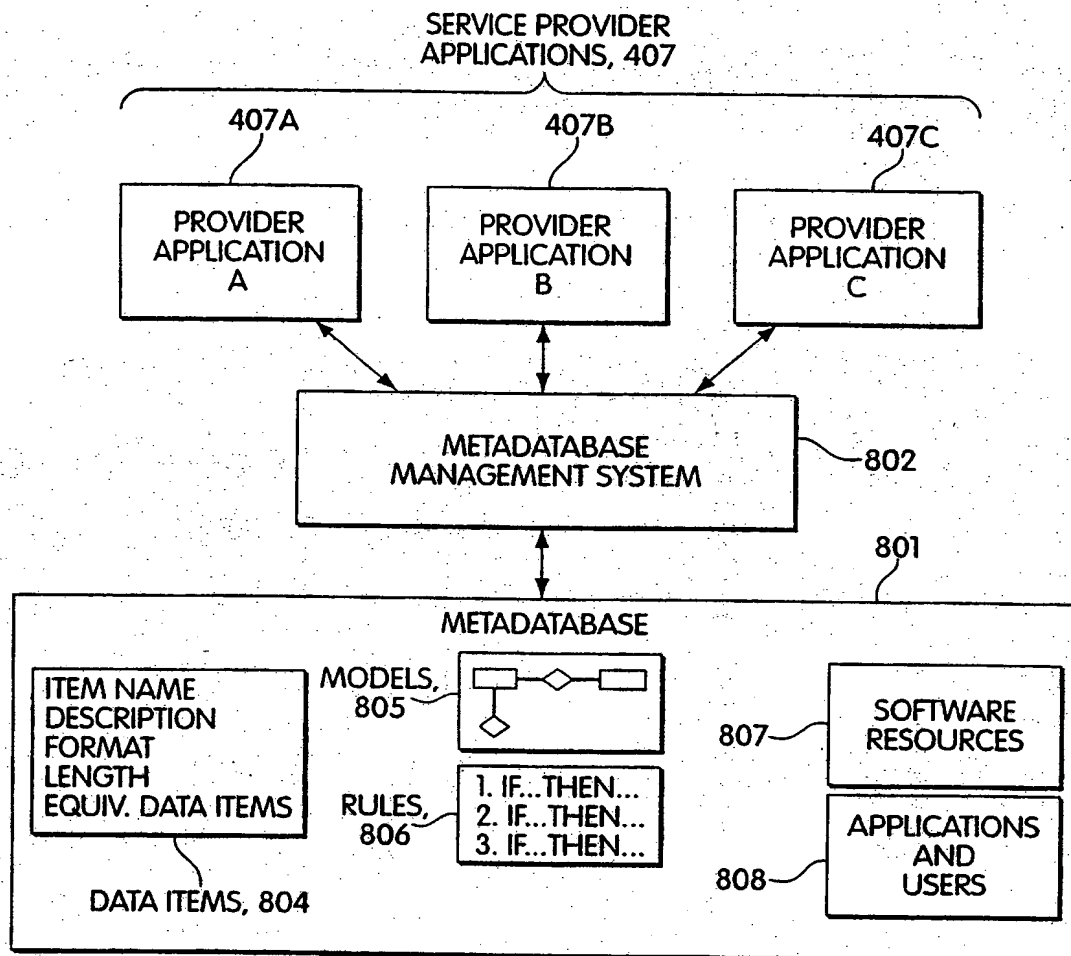 SERVICE PROVIDER
APPLICATIONS, 407
407A
407B
407C
PROVIDER
APPLICATION
A
PROVIDER
APPLICATION
B
PROVIDER
APPLICATION
C
METADATABASE
MANAGEMENT SYSTEM
802
801
METADATABASE
ITEM NAME
DESCRIPTION
FORMAT
LENGTH
EQUIV. DATA ITEMS
DATA ITEMS, 804
MODELS,
805
RULES,
806
1. IF...THEN...
2. IF...THEN...
3. IF...THEN...
807
SOFTWARE
RESOURCES
808
APPLICATIONS
AND
USERS